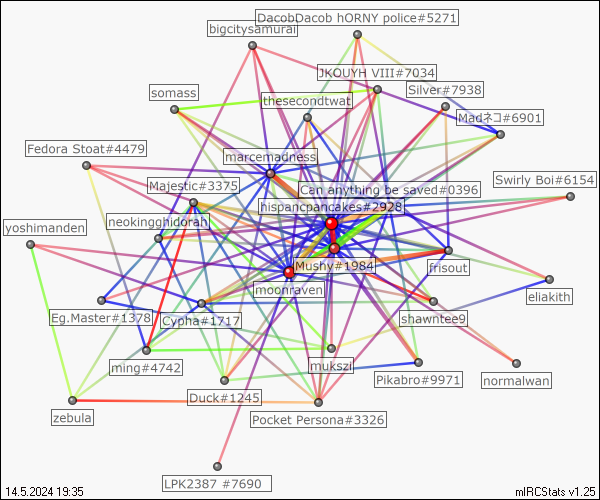 DacobDacob hORNY police#5271
bigcitysamurai
JKOUYH VIII#7034
Silver#7938
somass
thesecondtwat
Madネコ#6901
Fedora Stoat#4479
marcemadness
Swirly Boi#6154
Majestic#3375
Can anything be saved#0396
hispancpancakes#2928
neokingghidorah
yoshimanden
Mushy#1984
frisout
moonraven
eliakith
Eg.Master#1378
Cypha#1717
shawntee9
ming#4742
mukszi
Pikabro#9971
normalwan
Duck#1245
zebula
Pocket Persona#3326
LPK2387 #7690
14.5.2024 19:35
mIRCStats v1.25